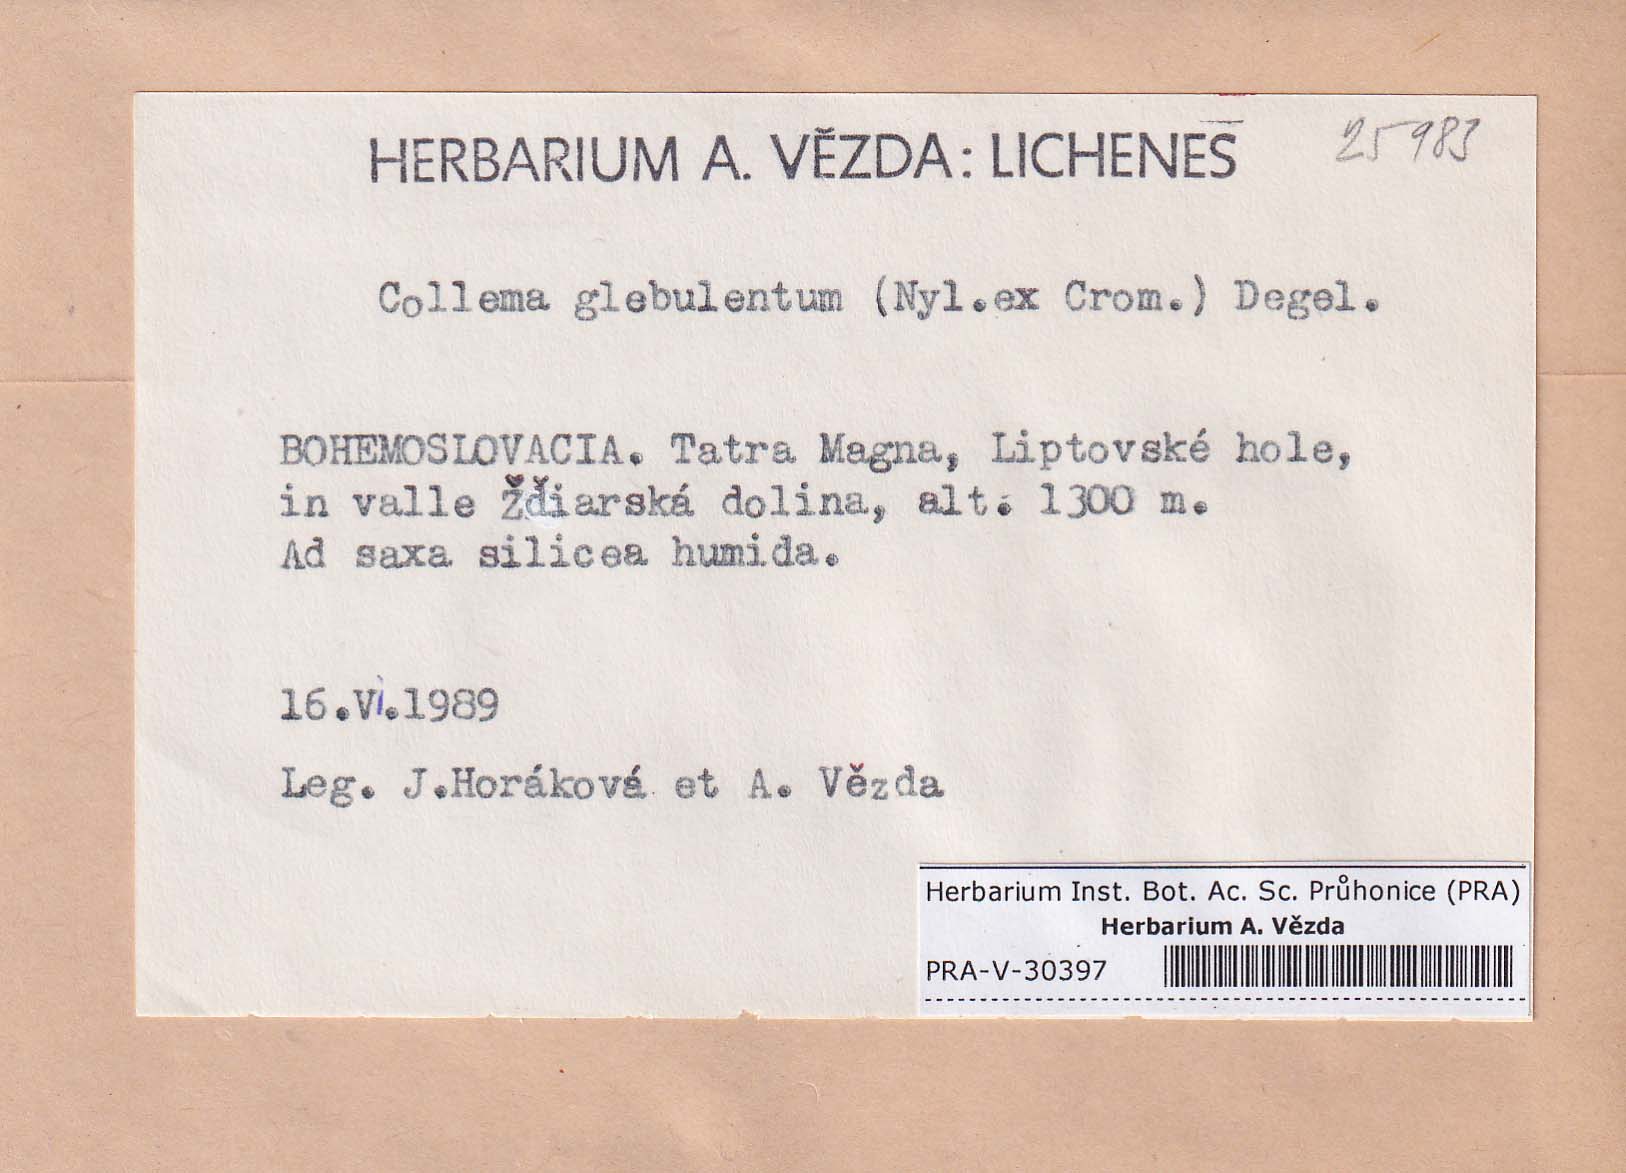 HERBARIUM A. VĚZDA: LICHENES
25983
Collema glebulentum (Nyl.ex Crom.) Degel.
BOHEMOSLOVACIA. Tatra Magna, Liptovské hole,
in valle Ždiarská dolina, alt. 1300 m.
Ad saxa silicea humida.
16.VI.1989
Leg. J.Horáková et A. Vězda
Herbarium Inst. Bot. Ac. Sc. Průhonice (PRA)
Herbarium A. Vězda
PRA-V-30397